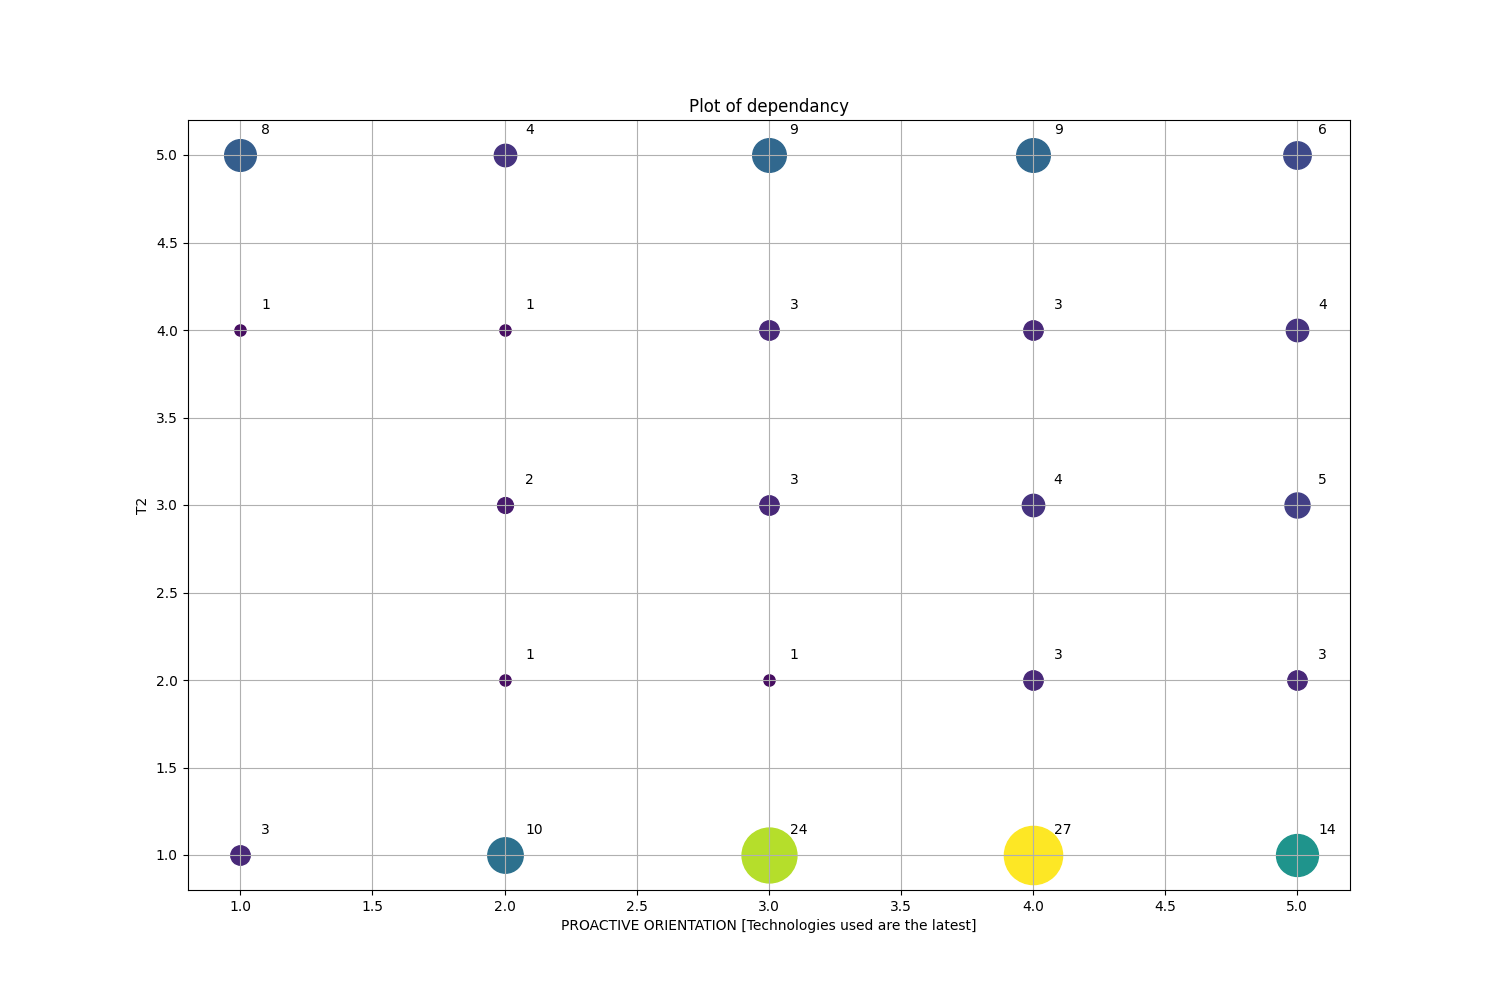 Plot of dependancy
8 4 9 9 6
5.0
4.5
1 1 3 3 4
4.0
3.5
2 3 4 5
3.0
T2
2.5
1 1 3 3
2.0
1.5
3 10 24 27 14
1.0
1.0 1.5 2.0 2.5 3.0 3.5 4.0 4.5 5.0
PROACTIVE ORIENTATION [Technologies used are the latest]